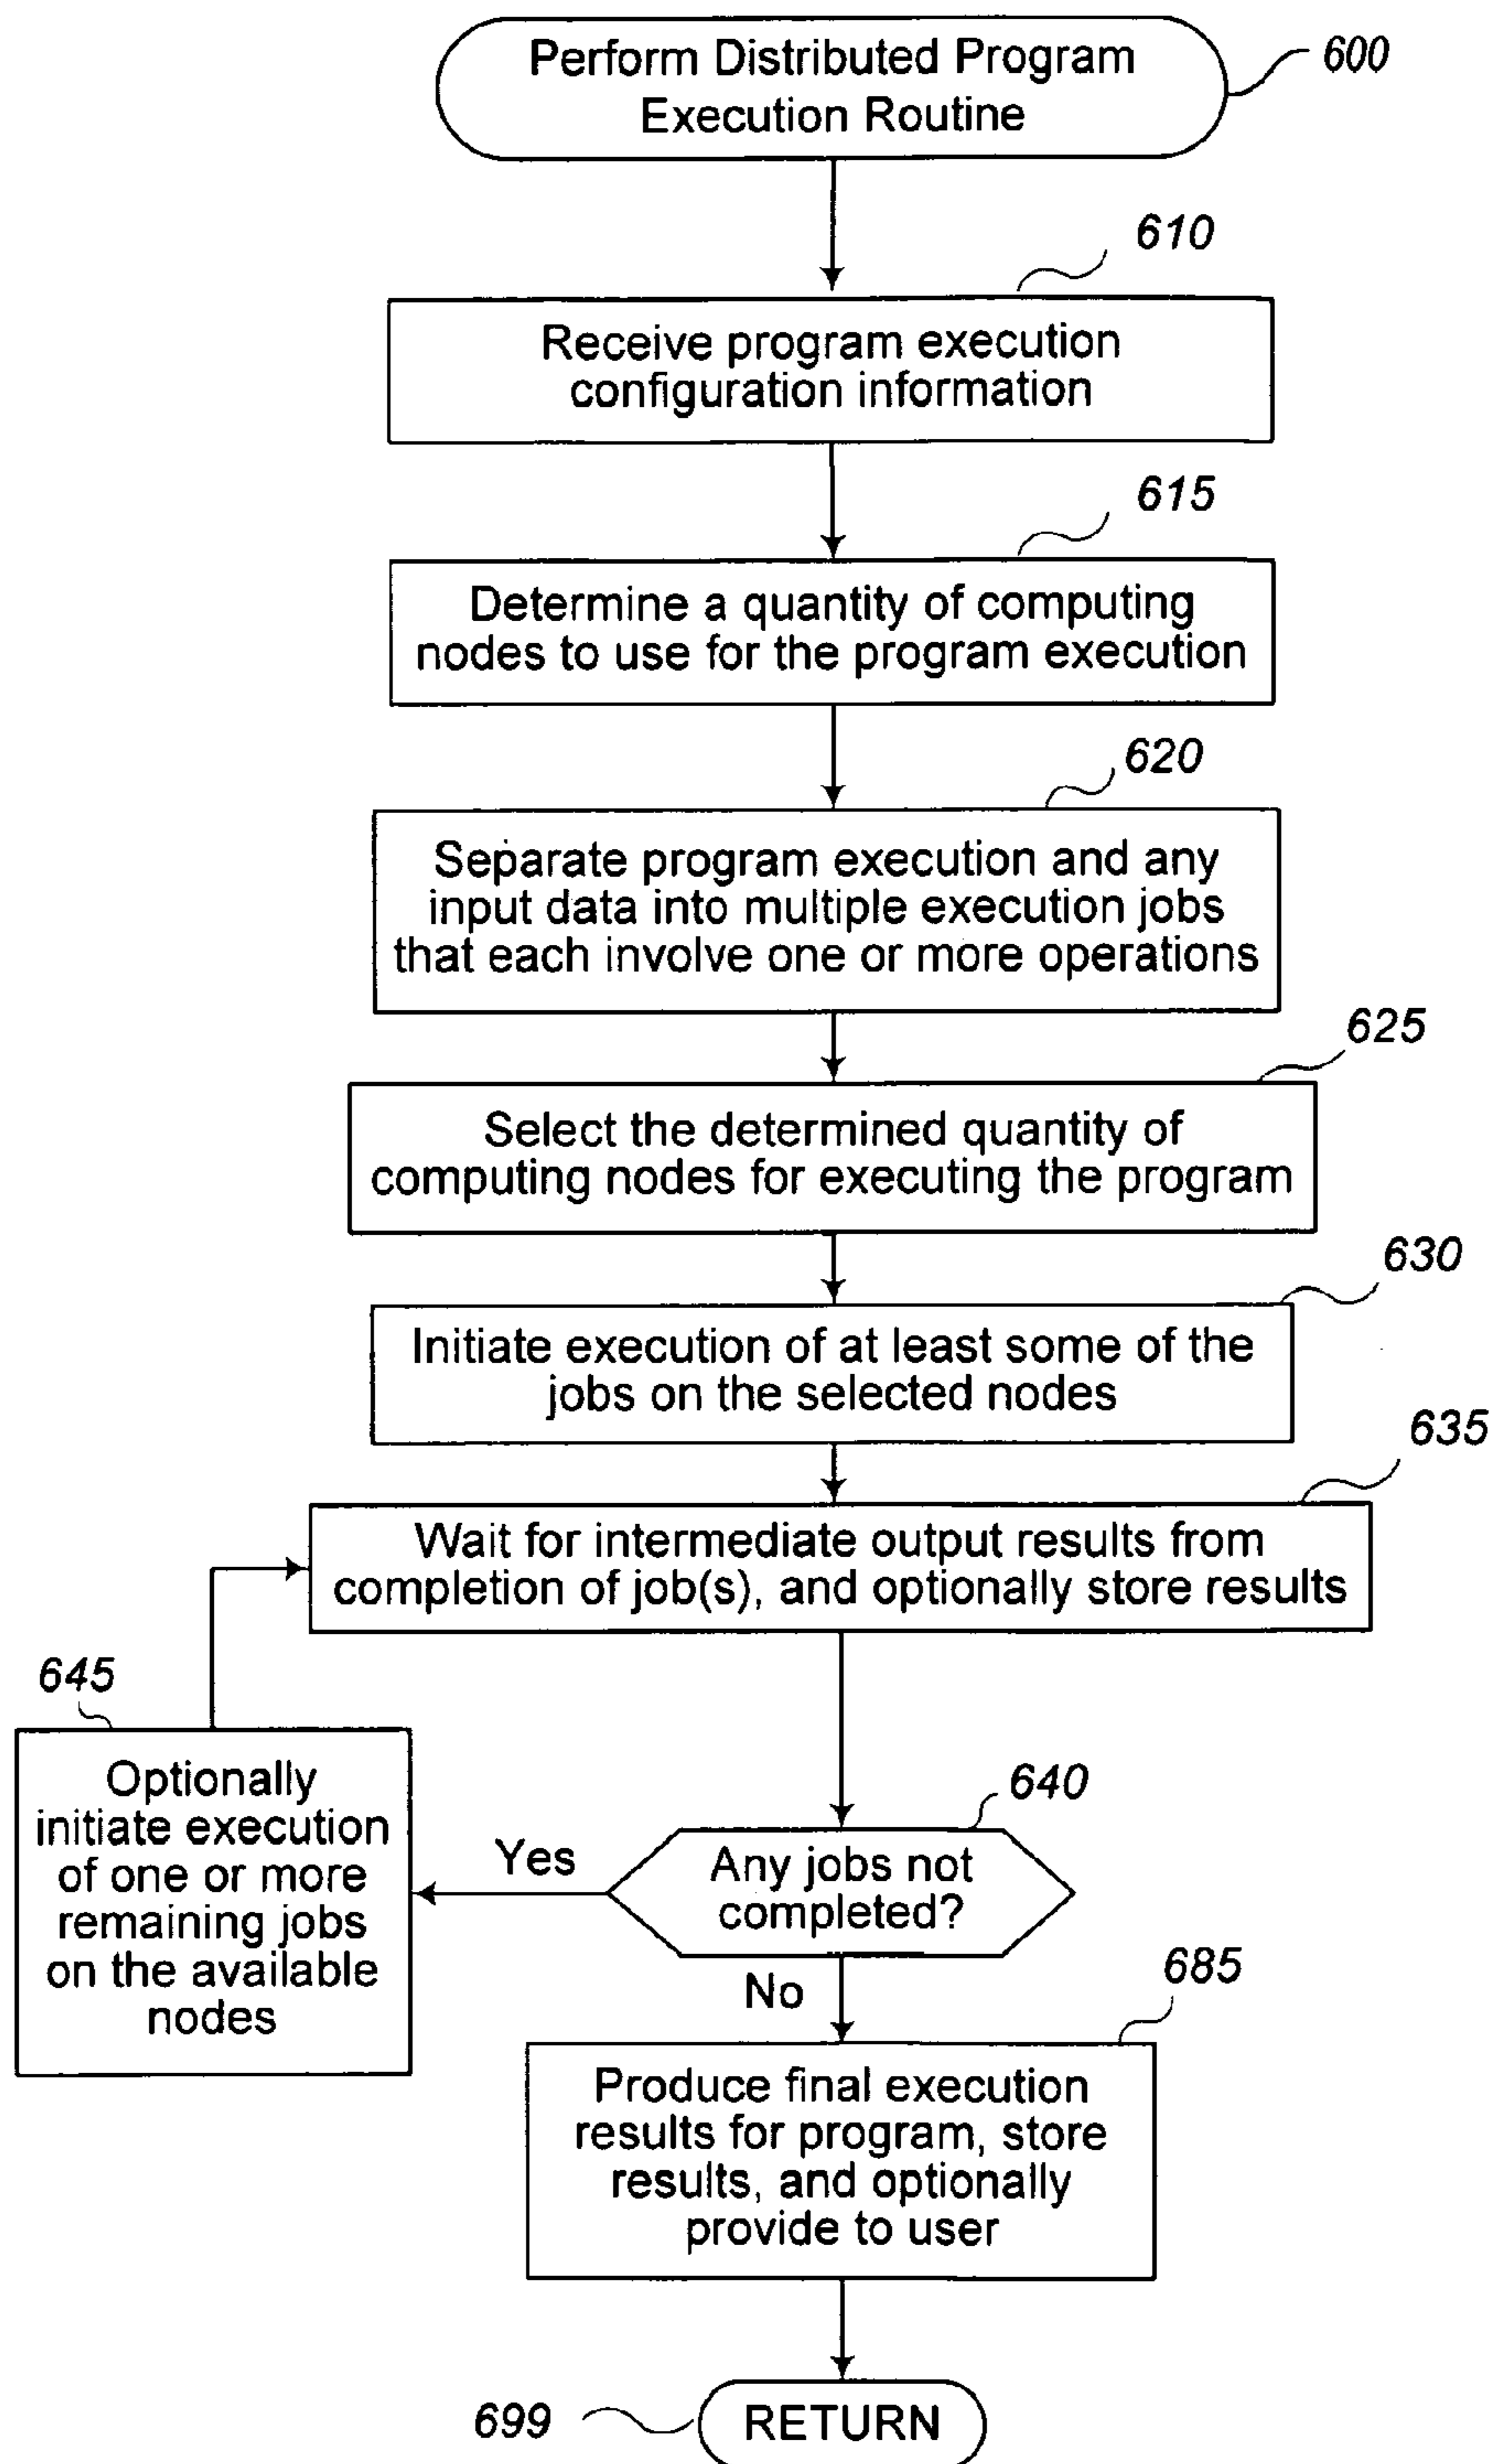 Perform Distributed Program
Execution Routine
600
610
Receive program execution
configuration information
615
Determine a quantity of computing
nodes to use for the program execution
620
Separate program execution and any
input data into multiple execution jobs
that each involve one or more operations
625
Select the determined quantity of
computing nodes for executing the program
630
Initiate execution of at least some of the
jobs on the selected nodes
635
Wait for intermediate output results from
completion of job(s), and optionally store results
645
Optionally
initiate execution
of one or more
remaining jobs
on the available
nodes
Yes
640
Any jobs not
completed?
No
685
Produce final execution
results for program, store
results, and optionally
provide to user
699
RETURN